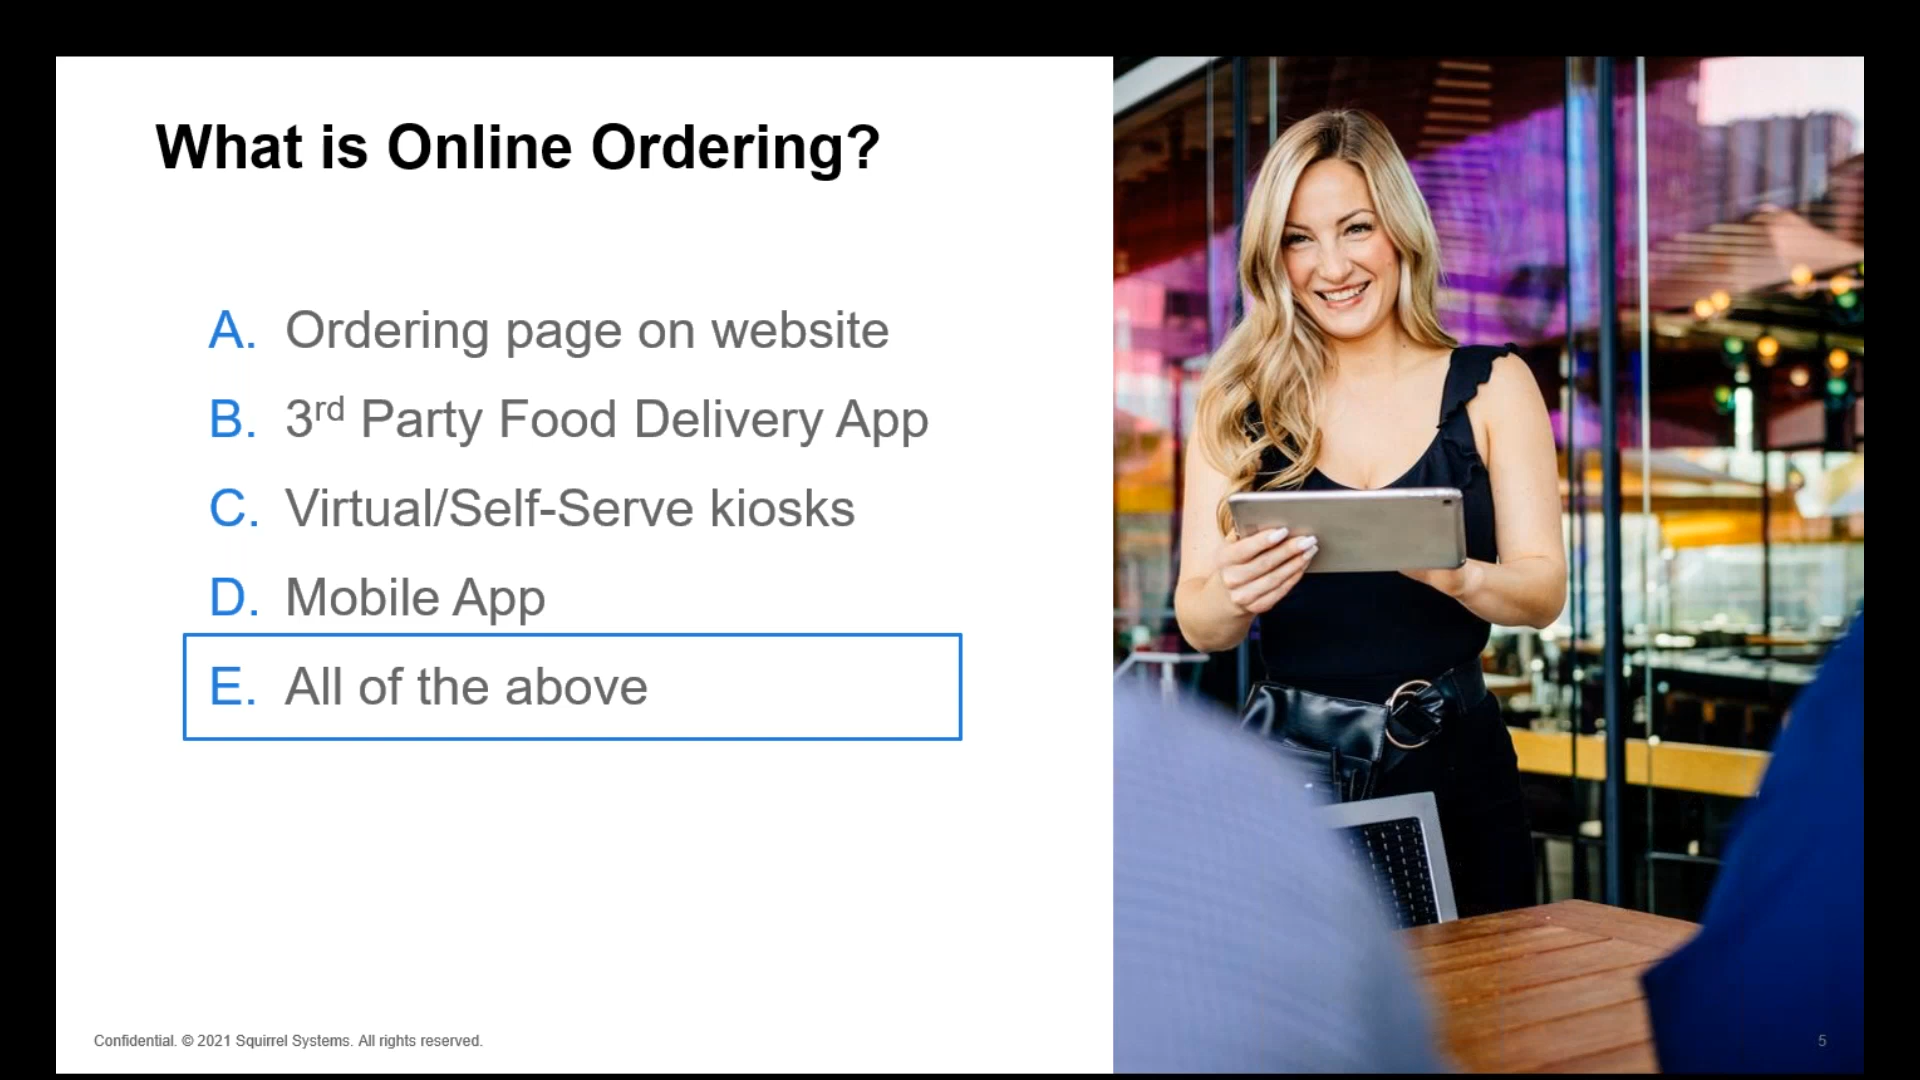 What is Online Ordering?
A. Ordering page on website
B. 3rd Party Food Delivery App
C. Virtual/Self-Serve kiosks
D. Mobile App
E. All of the above
Confidential. © 2021 Squirrel Systems. All rights reserved.
5